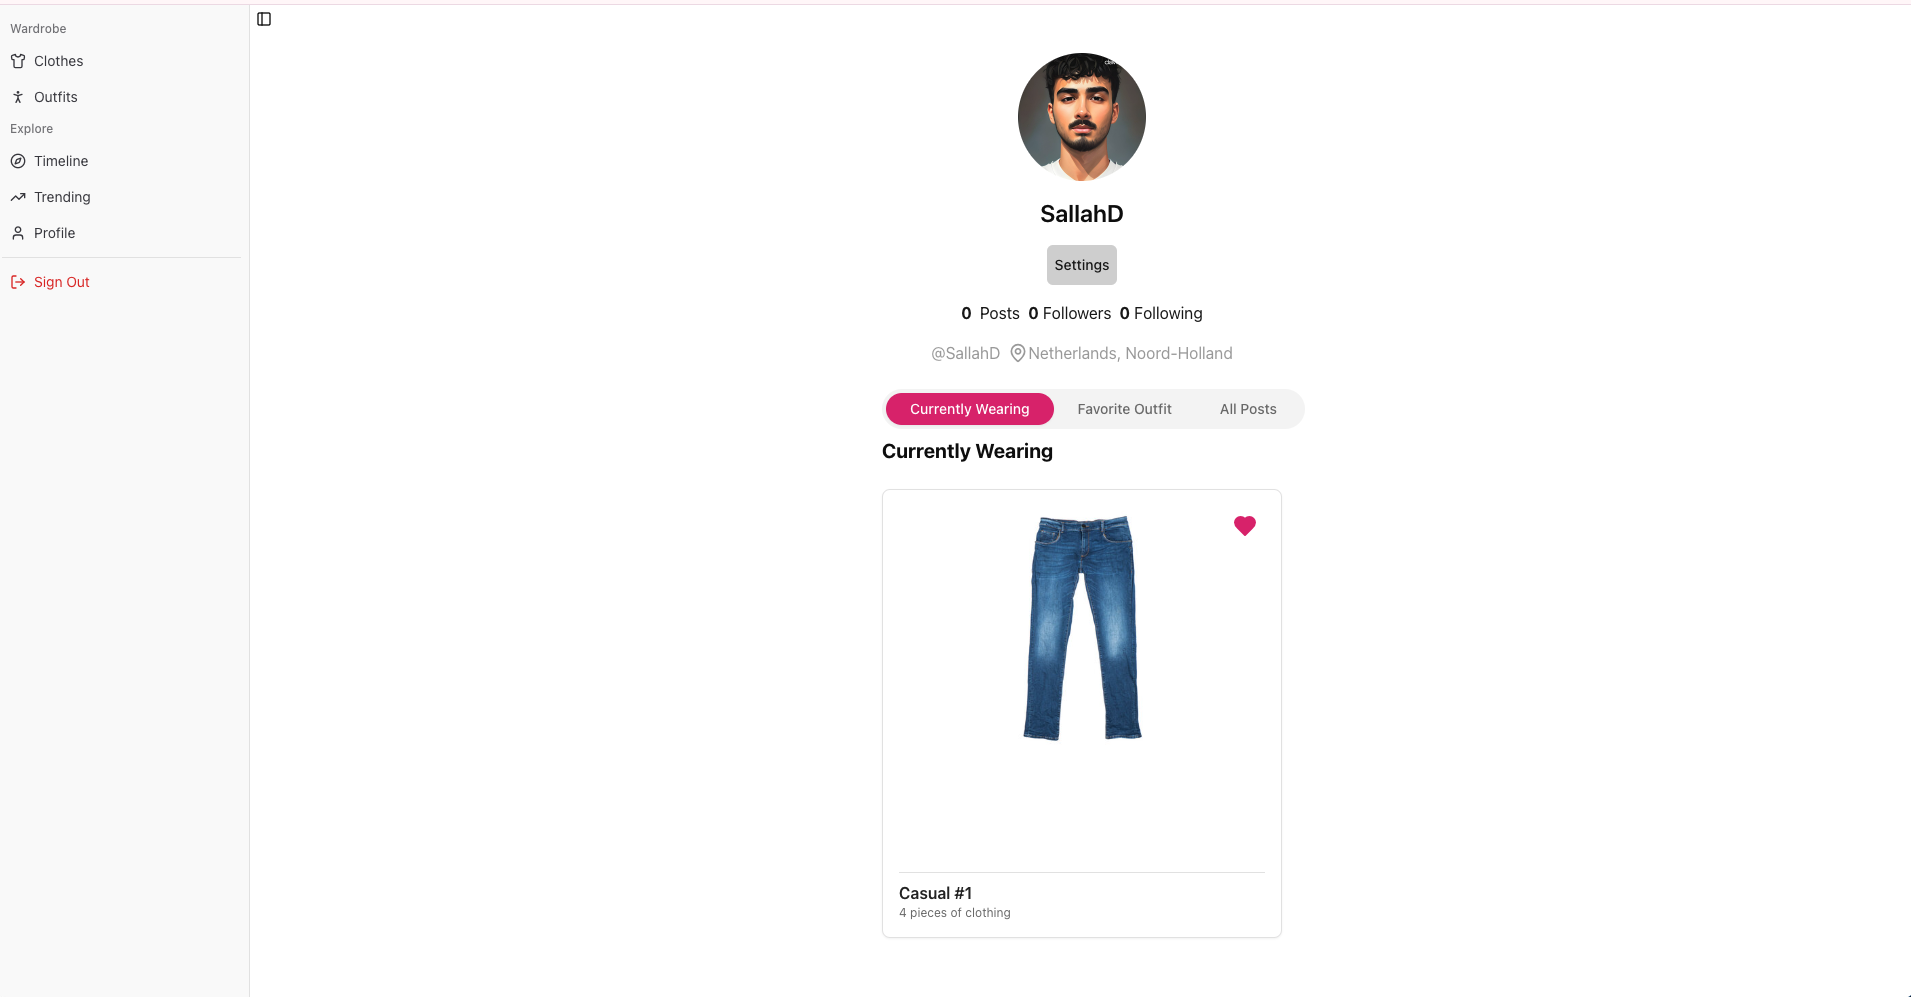 Wardrobe
Clothes
Outfits
Explore
Timeline
Trending
Profile
Sign Out
SallahD
Settings
0 Posts 0 Followers 0 Following
@SallahD Netherlands, Noord-Holland
Currently Wearing Favorite Outfit All Posts
Currently Wearing
Casual #1
4 pieces of clothing